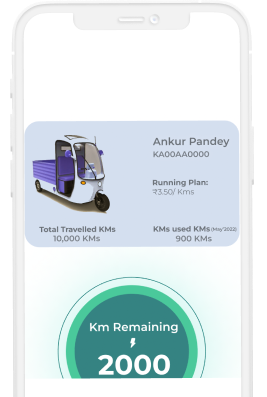 Ankur Pandey
KA00AA0000
Running Plan:
₹3.50/ Kms
Total Travelled KMs
10,000 KMs
KMs used KMs (May'2022)
900 KMs
Km Remaining
2000